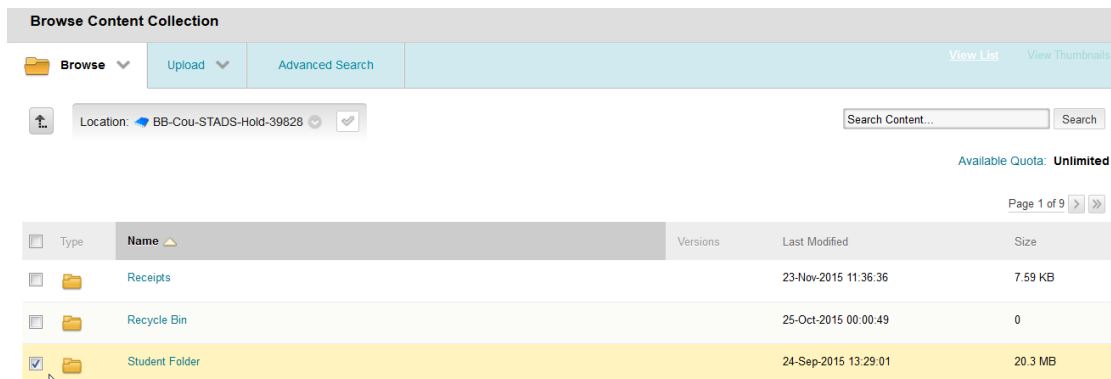 Browse Content Collection
Browse Upload Advanced Search View List View Thumbnails
Location: BB-Cou-STADS-Hold-39828 Search Content... Search
Available Quota: Unlimited
Page 1 of 9 > >>
Type Name Versions Last Modified Size
Receipts 23-Nov-2015 11:36:36 7.59 KB
Recycle Bin 25-Oct-2015 00:00:49 0
Student Folder 24-Sep-2015 13:29:01 20.3 MB